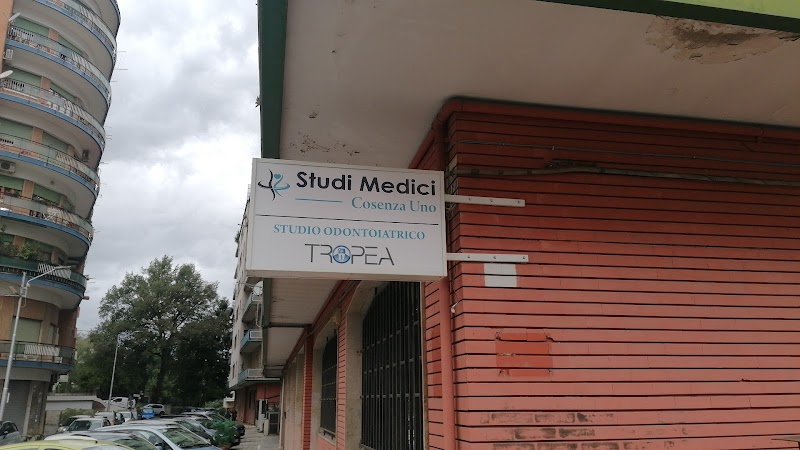 Studi Medici
Cosenza Uno
STUDIO ODONTOIATRICO
TROPEA